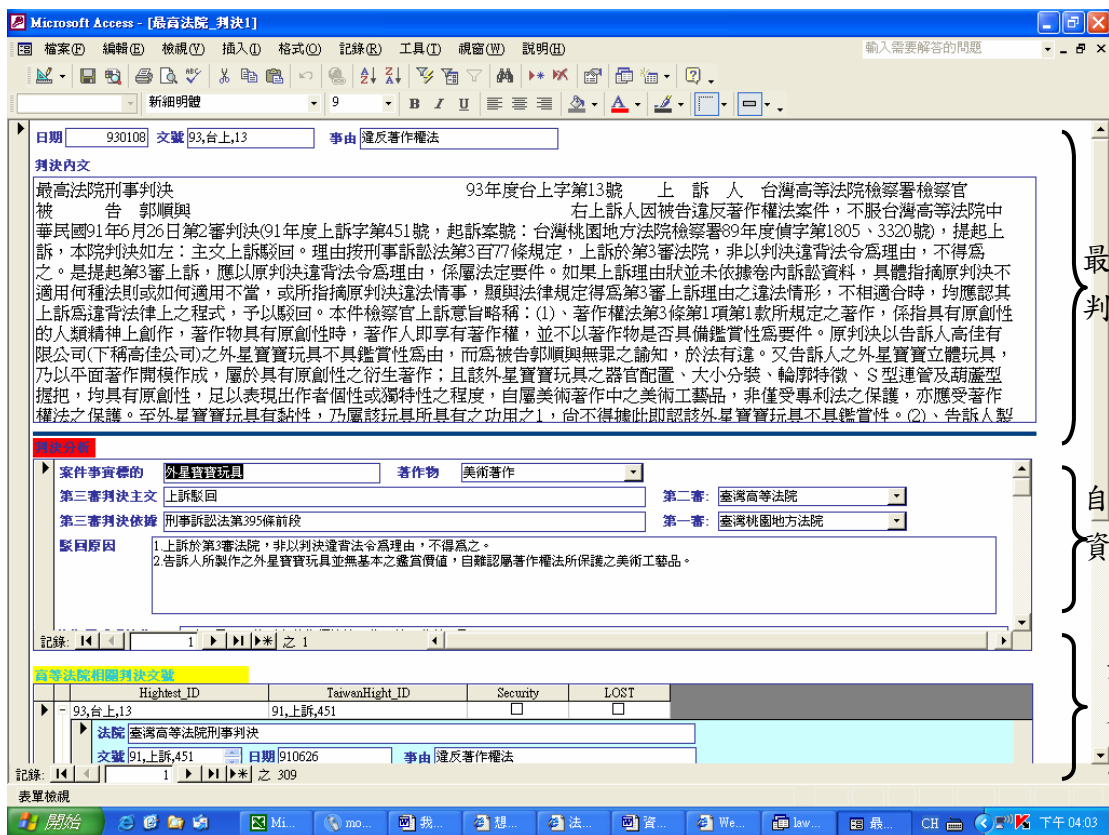 Microsoft Access - [最高法院_判決1]
檔案(F) 編輯(E) 檢視(V) 插入(I) 格式(O) 記錄(R) 工具(T) 視窗(W) 說明(H) 輸入需要解答的問題
新細明體 9 B I U A
日期 930108 文號 93,台上,13 事由 違反著作權法
判決內文
最高法院刑事判決 93年度台上字第13號 上 訴 人 台灣高等法院檢察署檢察官
被 告 郭順興 右上訴人因被告違反著作權法案件，不服台灣高等法院中
華民國91年6月26日第2審判決(91年度上訴字第451號，起訴案號：台灣桃園地方法院檢察署89年度偵字第1805、3320號)，提起上
訴，本院判決如左：主文上訴駁回。理由按刑事訴訟法第3百77條規定，上訴於第3審法院，非以判決違背法令為理由，不得為
之。是提起第3審上訴，應以原判決違背法令為理由，係屬法定要件。如果上訴理由狀並未依據卷內訴訟資料，具體指摘原判決不
適用何種法則或如何適用不當，或所指摘原判決違法情事，顯與法律規定得為第3審上訴理由之違法情形，不相適合時，均應認其
上訴為違背法律上之程式，予以駁回。本件檢察官上訴意旨略稱：(1)、著作權法第3條第1項第1款所規定之著作，係指具有原創性
的人類精神上創作，著作物具有原創性時，著作人即享有著作權，並不以著作物是否具備鑑賞性為要件。原判決以告訴人高佳有
限公司(下稱高佳公司)之外星寶寶玩具不具鑑賞性為由，而為被告郭順興無罪之諭知，於法有違。又告訴人之外星寶寶立體玩具，
乃以平面著作開模作成，屬於具有原創性之衍生著作；且該外星寶寶玩具之器官配置、大小分裝、輪廓特徵、S型連管及葫蘆型
握把，均具有原創性，足以表現出作者個性或獨特性之程度，自屬美術著作中之美術工藝品，非僅受專利法之保護，亦應受著作
權法之保護。至外星寶寶玩具有黏性，乃屬該玩具所具有之功用之1，尚不得據此即認該外星寶寶玩具不具鑑賞性。(2)、告訴人製
判決分析
案件事實標的 外星寶寶玩具 著作物 美術著作
第三審判決主文 上訴駁回 第二審: 臺灣高等法院
第三審判決依據 刑事訴訟法第395條前段 第一審: 臺灣桃園地方法院
駁回原因 1.上訴於第3審法院，非以判決違背法令為理由，不得為之。
2.告訴人所製作之外星寶寶玩具並無基本之鑑賞價值，自難認屬著作權法所保護之美術工藝品。
記錄: 1 之 1
高等法院相關判決文號
Hightest_ID TaiwanHight_ID Security LOST
93,台上,13 91,上訴,451
法院 臺灣高等法院刑事判決
文號 91,上訴,451 日期 910626 事由 違反著作權法
記錄: 1 之 309
表單檢視
開始 Mi... mo... 我... 想... 法... 資... We... law... 最... CH 下午 04:03
最
判
自
資